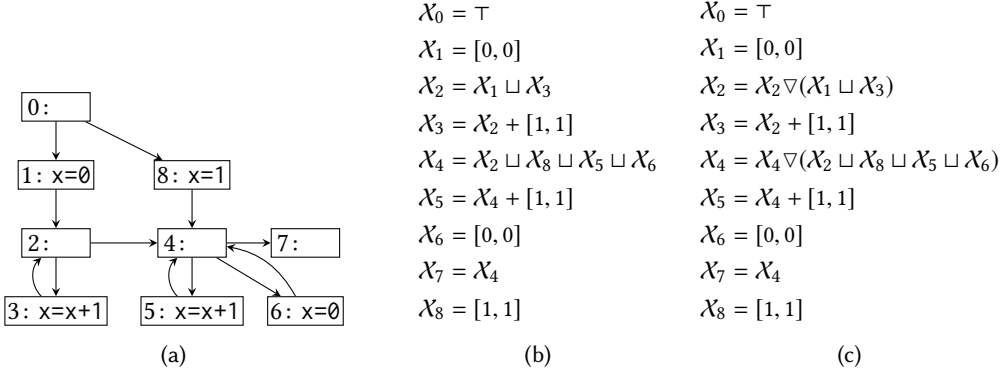 0:
1: x=0
8: x=1
2:
4:
7:
3: x=x+1
5: x=x+1
6: x=0
(a)
𝒳₀ = ⊤
𝒳₁ = [0, 0]
𝒳₂ = 𝒳₁ ⊔ 𝒳₃
𝒳₃ = 𝒳₂ + [1, 1]
𝒳₄ = 𝒳₂ ⊔ 𝒳₈ ⊔ 𝒳₅ ⊔ 𝒳₆
𝒳₅ = 𝒳₄ + [1, 1]
𝒳₆ = [0, 0]
𝒳₇ = 𝒳₄
𝒳₈ = [1, 1]
(b)
𝒳₀ = ⊤
𝒳₁ = [0, 0]
𝒳₂ = 𝒳₂ ▽ (𝒳₁ ⊔ 𝒳₃)
𝒳₃ = 𝒳₂ + [1, 1]
𝒳₄ = 𝒳₄ ▽ (𝒳₂ ⊔ 𝒳₈ ⊔ 𝒳₅ ⊔ 𝒳₆)
𝒳₅ = 𝒳₄ + [1, 1]
𝒳₆ = [0, 0]
𝒳₇ = 𝒳₄
𝒳₈ = [1, 1]
(c)